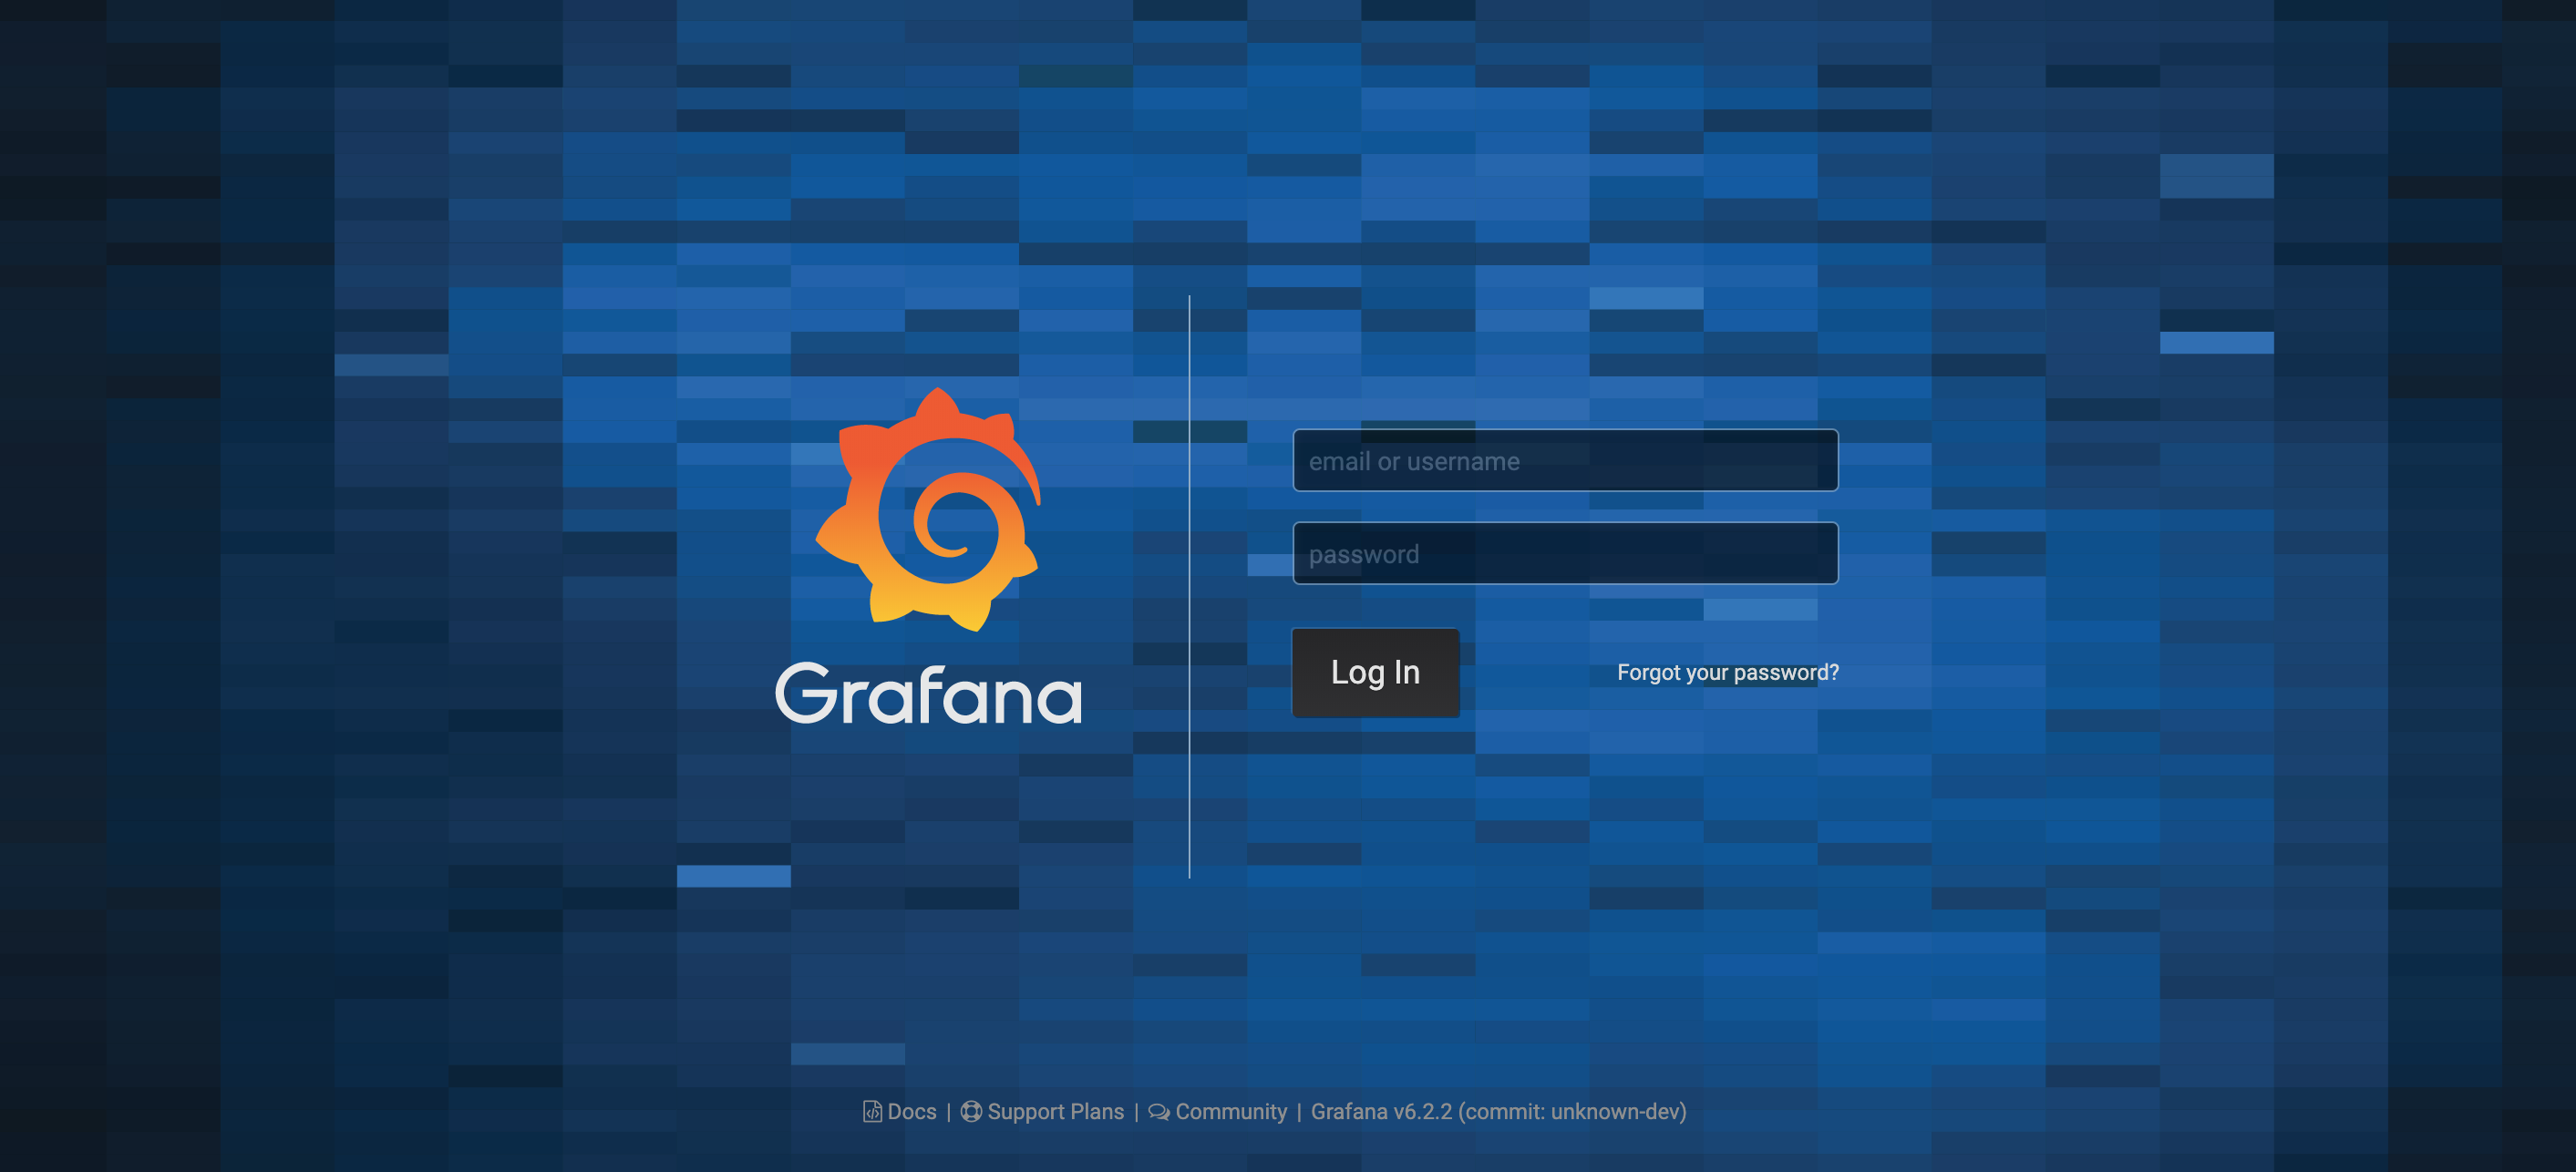 Grafana
email or username
password
Log In
Forgot your password?
Docs | Support Plans | Community | Grafana v6.2.2 (commit: unknown-dev)